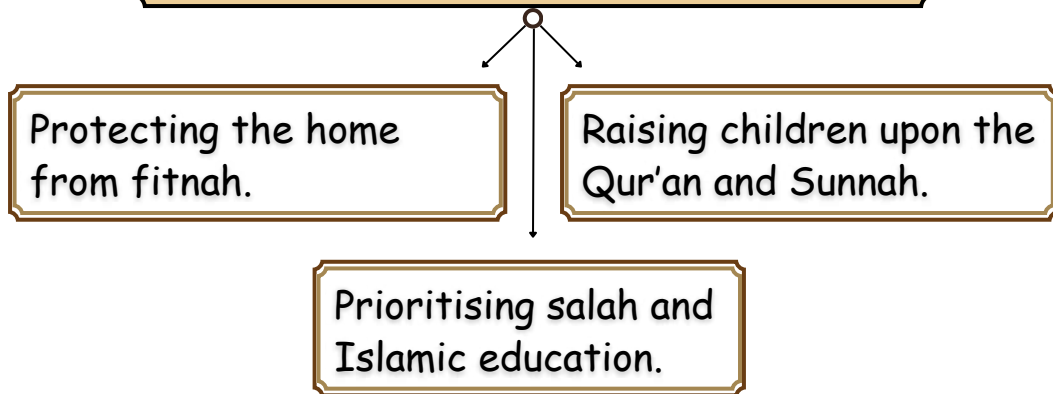 Protecting the home
from fitnah.
Raising children upon the
Qur’an and Sunnah.
Prioritising salah and
Islamic education.